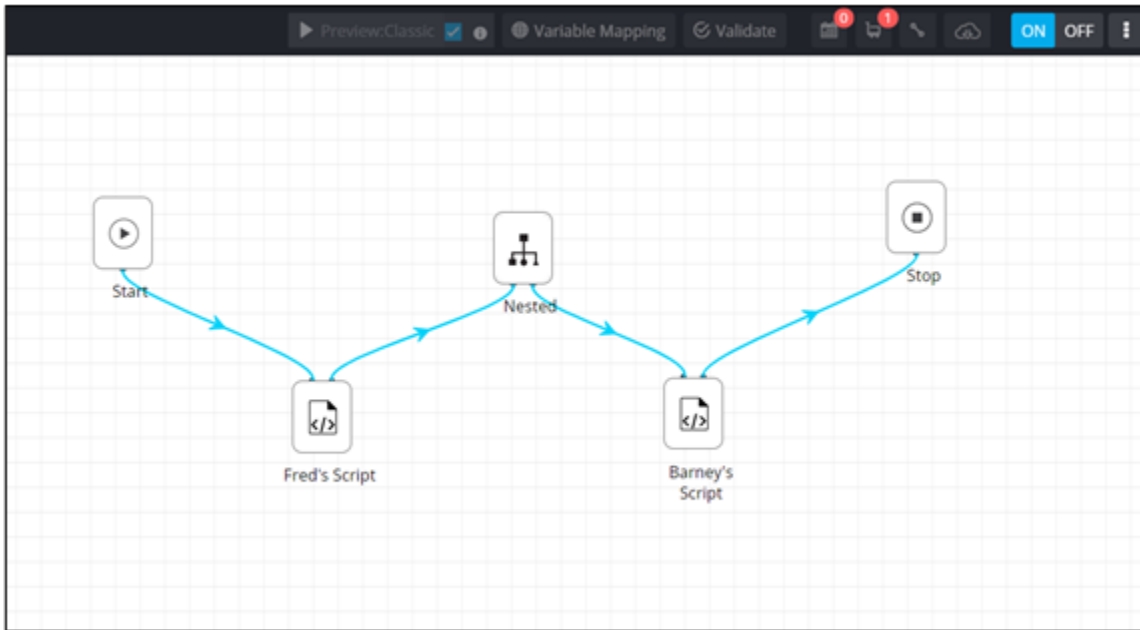 Preview:Classic
Variable Mapping
Validate
0
1
ON
OFF
Start
Nested
Stop
Fred's Script
Barney's
Script